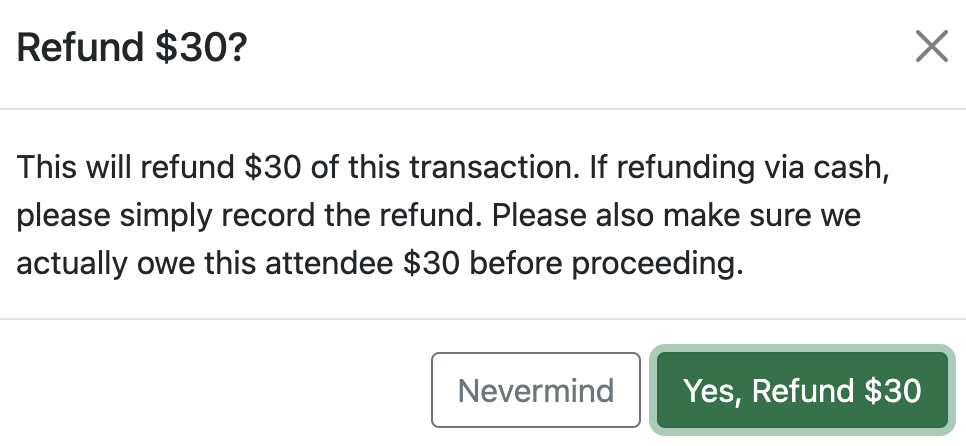 Refund $30?
This will refund $30 of this transaction. If refunding via cash,
please simply record the refund. Please also make sure we
actually owe this attendee $30 before proceeding.
Nevermind
Yes, Refund $30